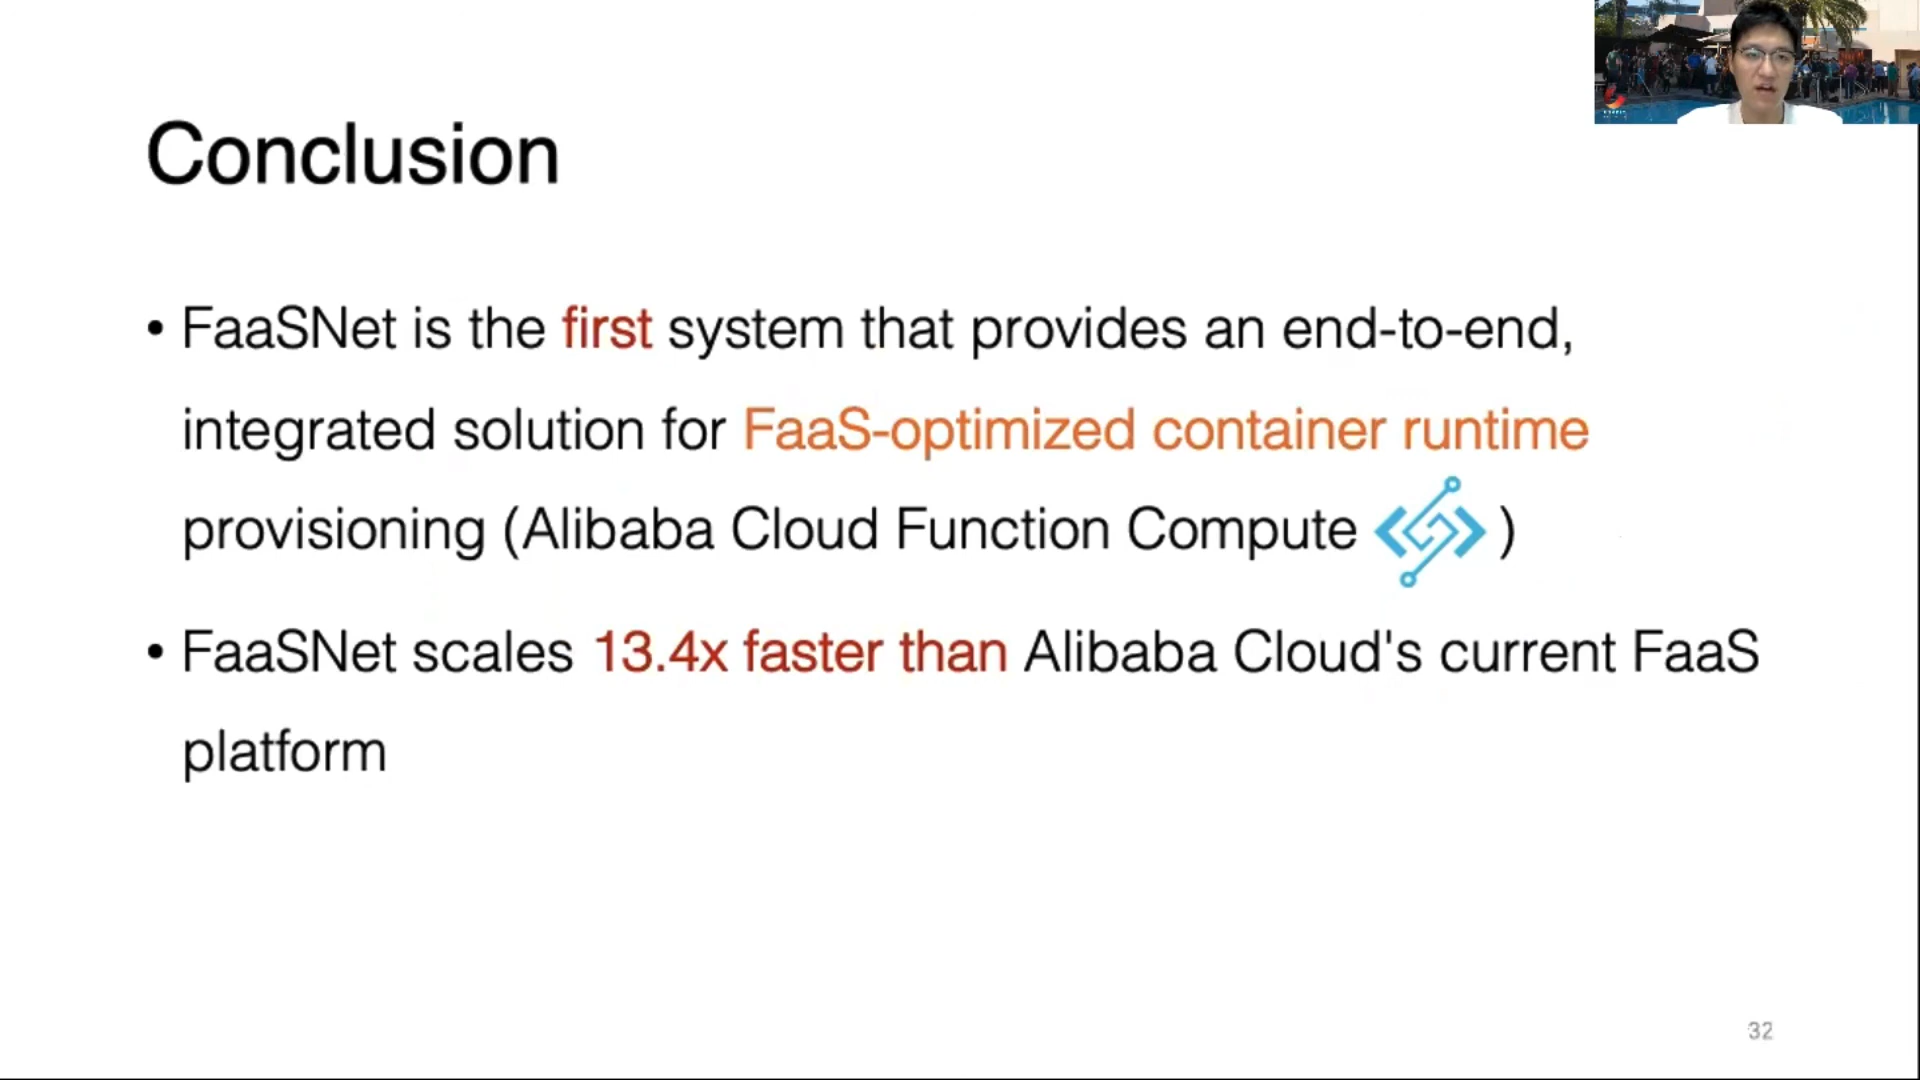 Conclusion
• FaaSNet is the first system that provides an end-to-end,
integrated solution for FaaS-optimized container runtime
provisioning (Alibaba Cloud Function Compute )
• FaaSNet scales 13.4x faster than Alibaba Cloud's current FaaS
platform
32